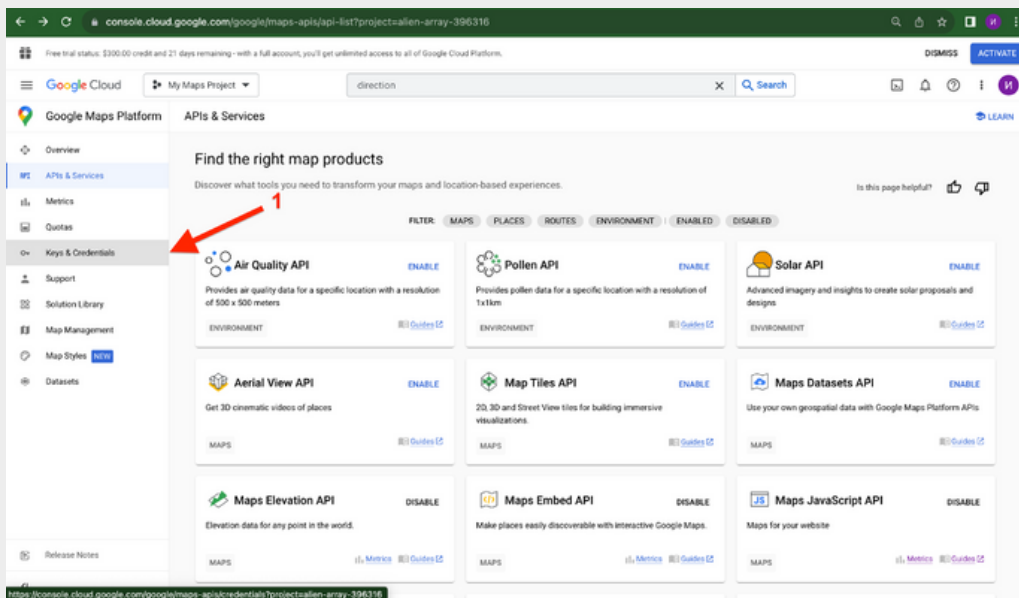 console.cloud.google.com/google/maps-apis/api-list?project=alien-array-396316
И
Free trial status: $300.00 credit and 21 days remaining - with a full account, you'll get unlimited access to all of Google Cloud Platform.
DISMISS
ACTIVATE
Google Cloud
My Maps Project
direction
Search
И
Google Maps Platform
APIs & Services
LEARN
Overview
APIs & Services
Metrics
Quotas
Keys & Credentials
Support
Solution Library
Map Management
Map Styles NEW
Datasets
Release Notes
Find the right map products
Discover what tools you need to transform your maps and location-based experiences.
1
Is this page helpful?
FILTER: MAPS PLACES ROUTES ENVIRONMENT ENABLED DISABLED
Air Quality API ENABLE
Provides air quality data for a specific location with a resolution
of 500 x 500 meters
ENVIRONMENT Guides
Pollen API ENABLE
Provides pollen data for a specific location with a resolution of
1x1km
ENVIRONMENT Guides
Solar API ENABLE
Advanced imagery and insights to create solar proposals and
designs
ENVIRONMENT Guides
Aerial View API ENABLE
Get 3D cinematic videos of places
MAPS Guides
Map Tiles API ENABLE
2D, 3D and Street View tiles for building immersive
visualizations.
MAPS Guides
Maps Datasets API ENABLE
Use your own geospatial data with Google Maps Platform APIs
MAPS Guides
Maps Elevation API DISABLE
Elevation data for any point in the world.
MAPS Metrics Guides
Maps Embed API DISABLE
Make places easily discoverable with interactive Google Maps.
MAPS Metrics Guides
JS Maps JavaScript API DISABLE
Maps for your website
MAPS Metrics Guides
https://console.cloud.google.com/google/maps-apis/credentials?project=alien-array-396316